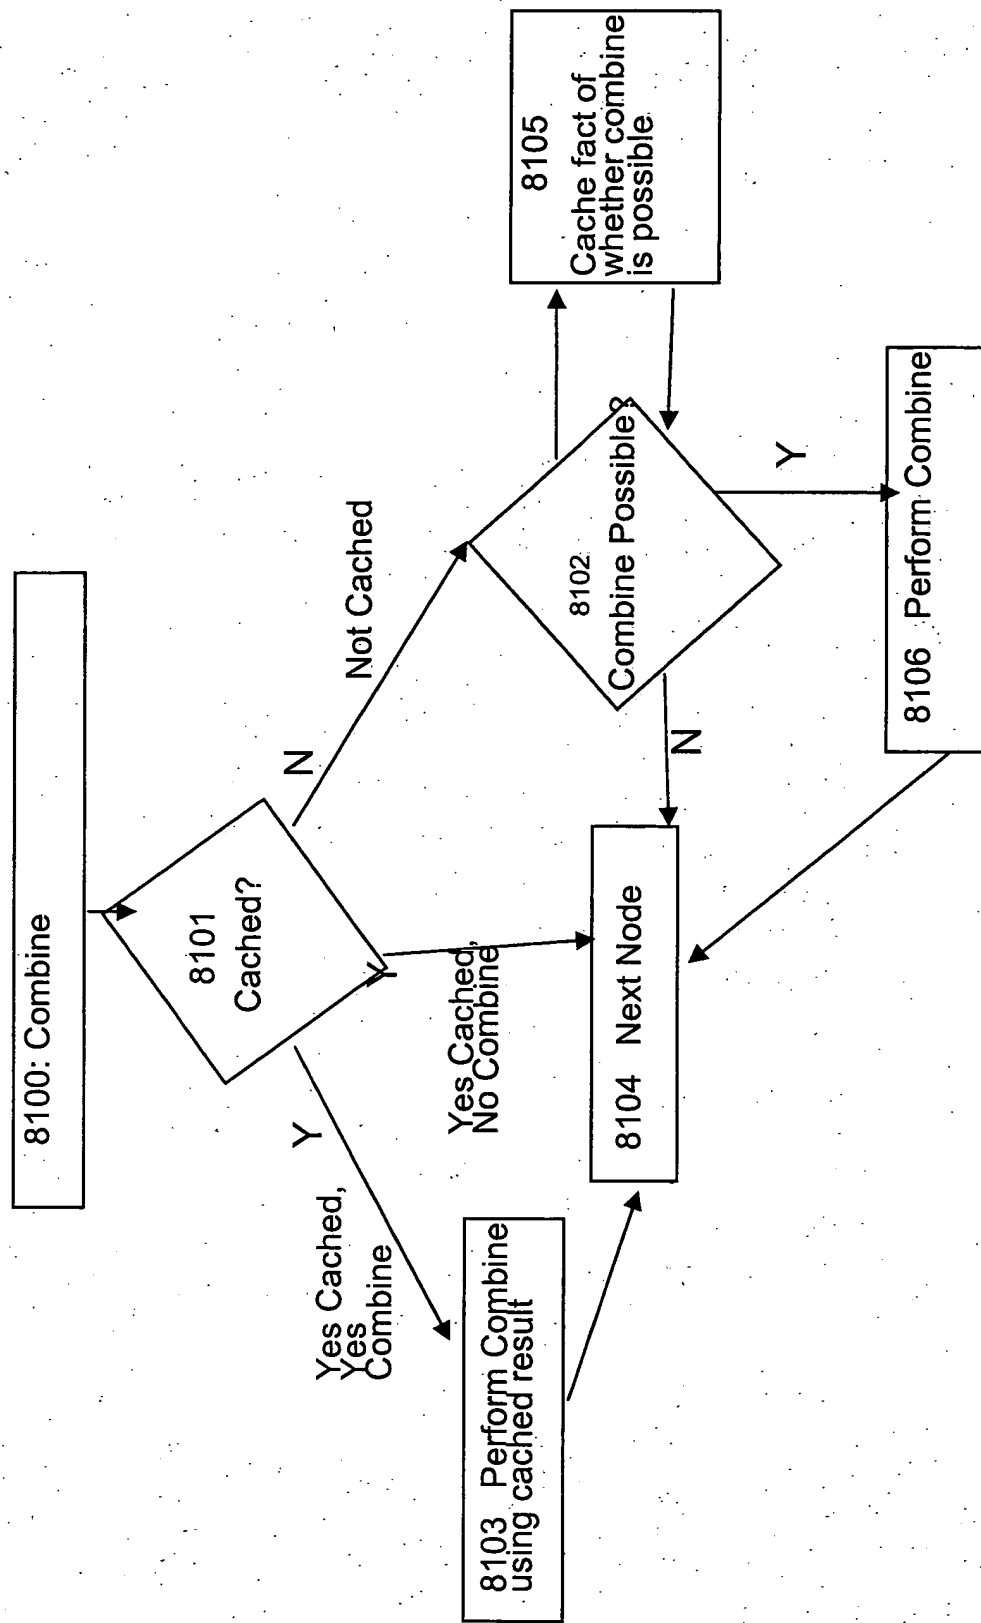 8100: Combine
8101
Cached?
N
Not Cached
Y
Yes Cached,
Yes
Combine
Y
Yes Cached,
No Combine
8105
Cache fact of
whether combine
is possible
8102
Combine Possible?
8103 Perform Combine
using cached result
8104 Next Node
N
Y
8106 Perform Combine